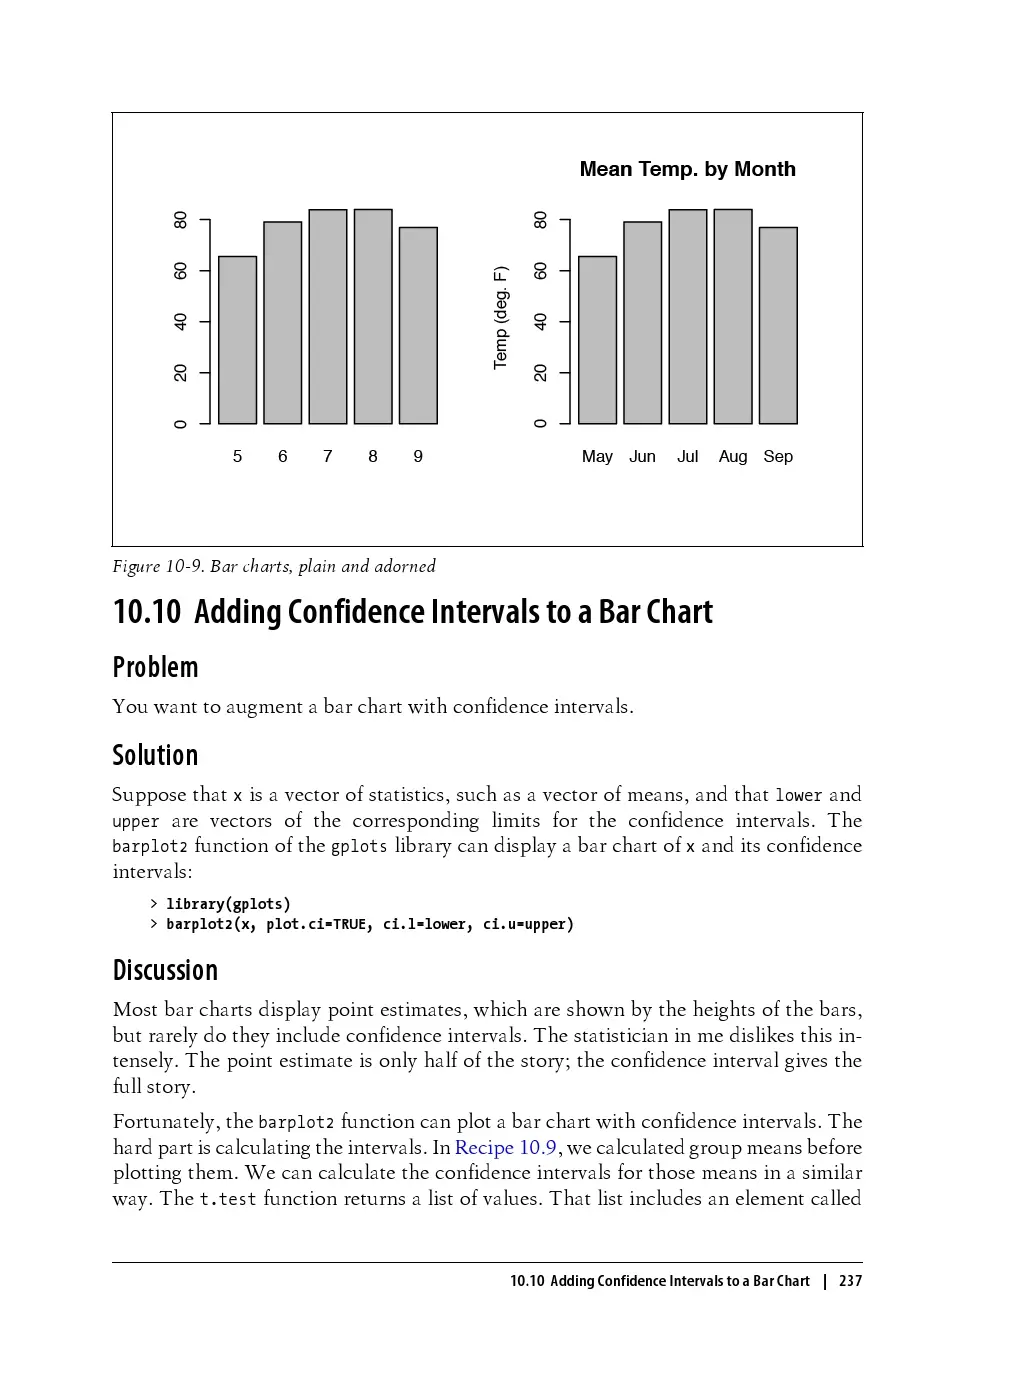 80
60
40
20
0
5 6 7 8 9
Mean Temp. by Month
Temp (deg. F)
80
60
40
20
0
May Jun Jul Aug Sep
Figure 10-9. Bar charts, plain and adorned
10.10 Adding Confidence Intervals to a Bar Chart
Problem
You want to augment a bar chart with confidence intervals.
Solution
Suppose that x is a vector of statistics, such as a vector of means, and that lower and
upper are vectors of the corresponding limits for the confidence intervals. The
barplot2 function of the gplots library can display a bar chart of x and its confidence
intervals:
> library(gplots)
> barplot2(x, plot.ci=TRUE, ci.l=lower, ci.u=upper)
Discussion
Most bar charts display point estimates, which are shown by the heights of the bars,
but rarely do they include confidence intervals. The statistician in me dislikes this in-
tensely. The point estimate is only half of the story; the confidence interval gives the
full story.
Fortunately, the barplot2 function can plot a bar chart with confidence intervals. The
hard part is calculating the intervals. In Recipe 10.9, we calculated group means before
plotting them. We can calculate the confidence intervals for those means in a similar
way. The t.test function returns a list of values. That list includes an element called
10.10 Adding Confidence Intervals to a Bar Chart | 237